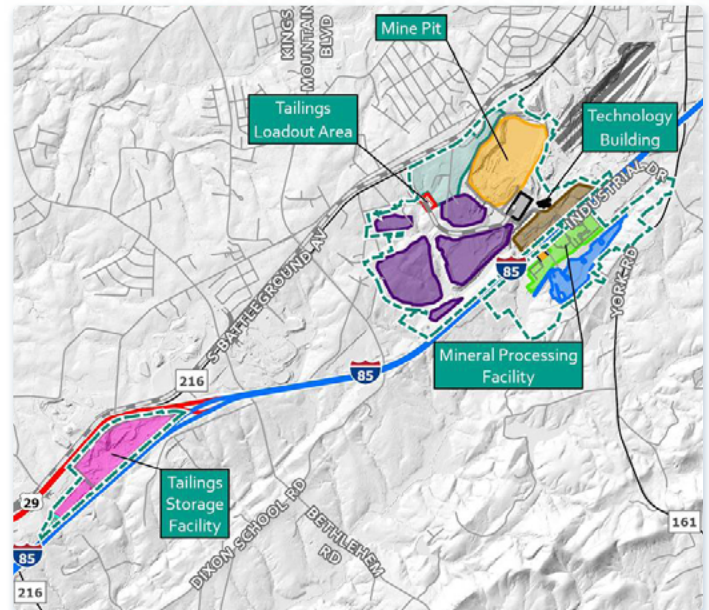 KINGS
MOUNTAIN
BLVD
Mine Pit
Tailings
Loadout Area
Technology
Building
INDUSTRIAL DR
85
YORK RD
S BATTLEGROUND AV
Mineral Processing
Facility
85
216
Tailings
Storage
Facility
29
DIXON SCHOOL RD
BETHLEHEM
RD
161
85
216